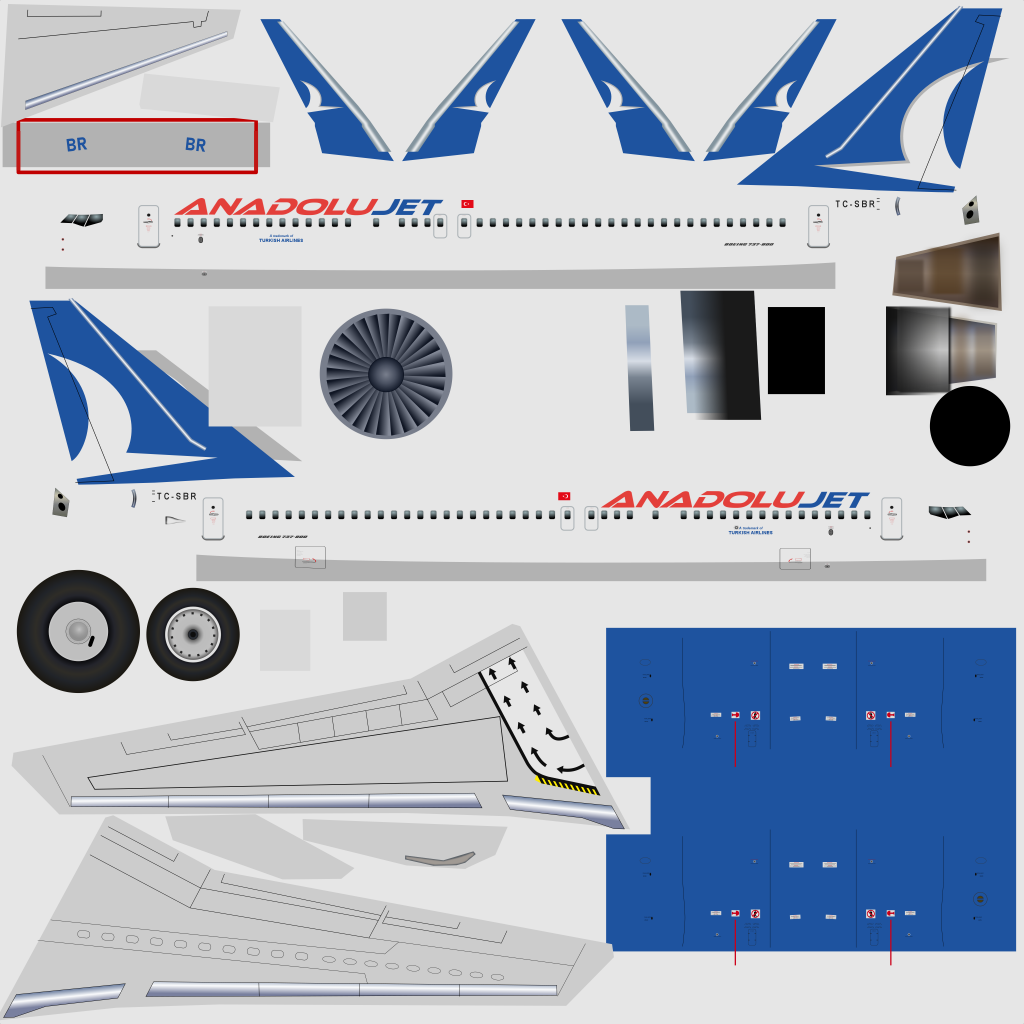 BR BR
ANADOLUJET
TC-SBR
A trademark of
TURKISH AIRLINES
BOEING 737-800
TC-SBR
ANADOLUJET
A trademark of
TURKISH AIRLINES
BOEING 737-800